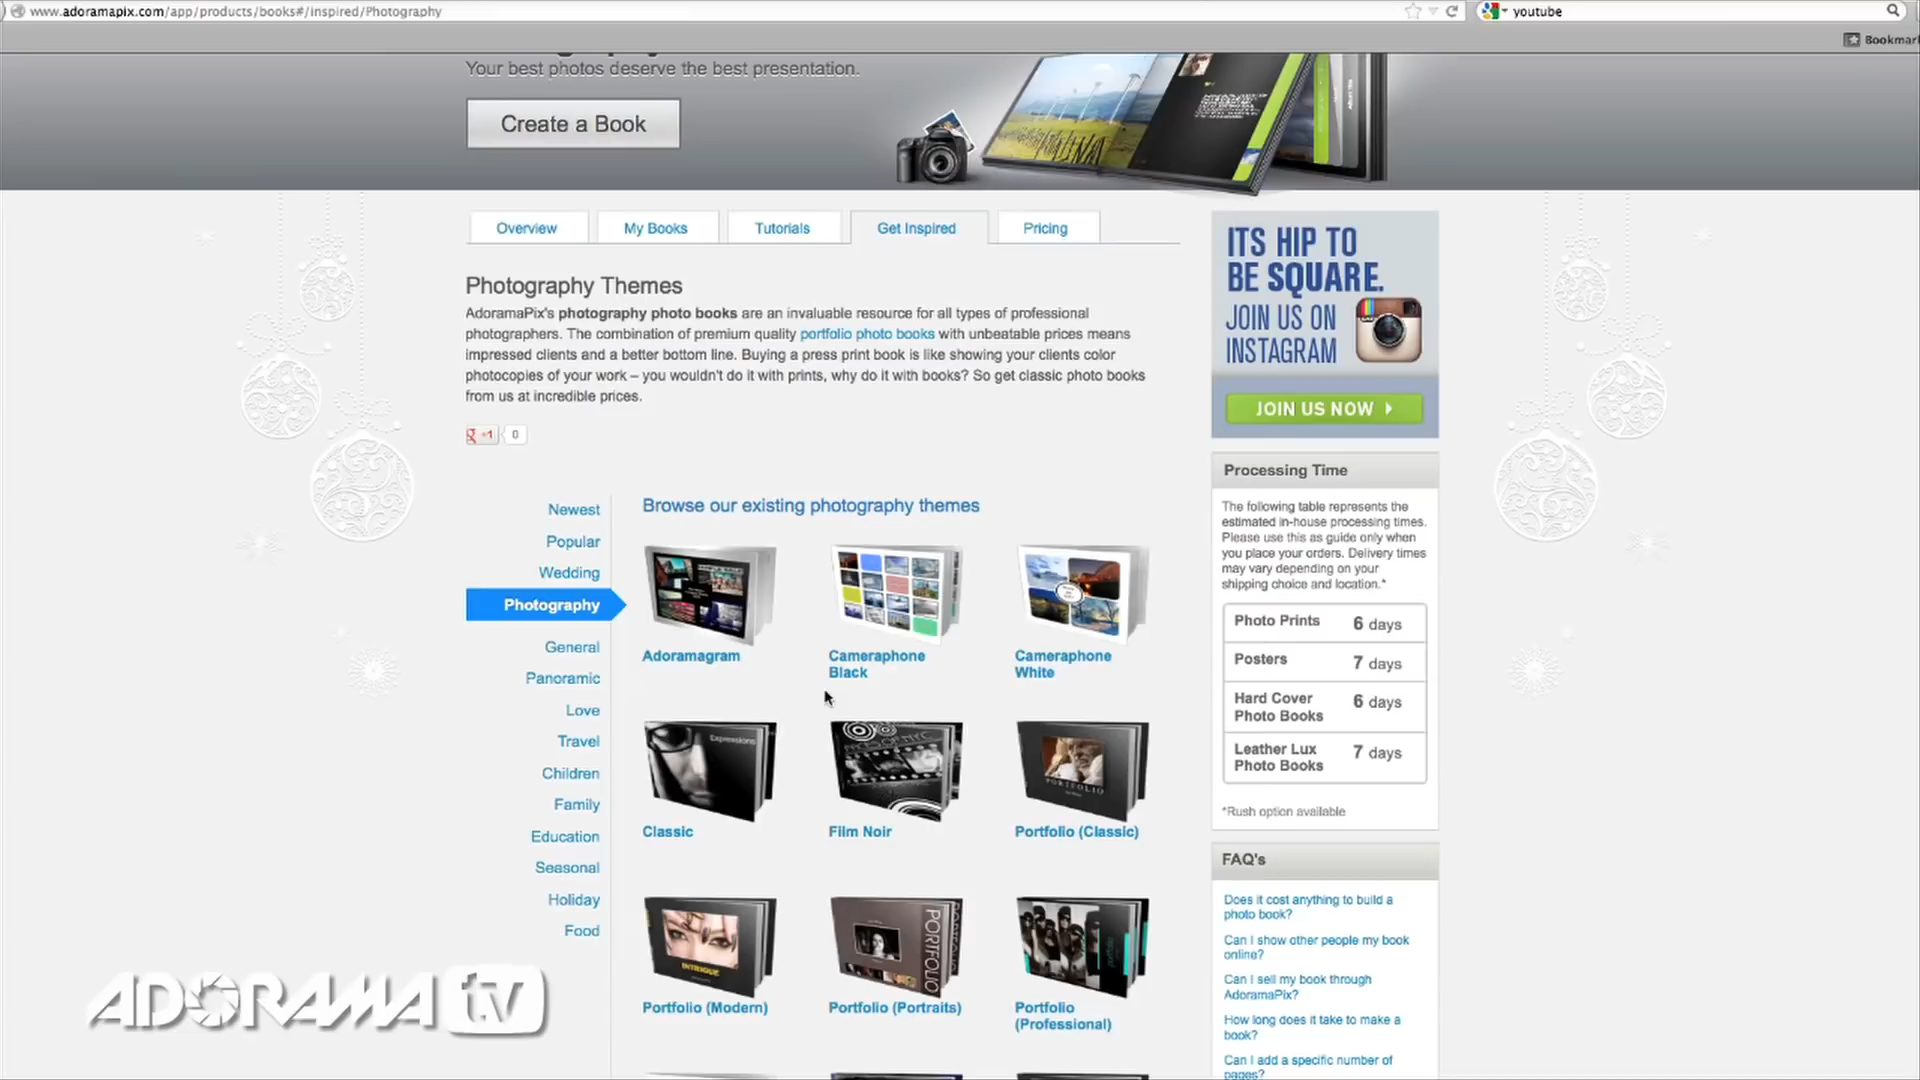 www.adoramapix.com/app/products/books#/inspired/Photography
youtube
Your best photos deserve the best presentation.
Create a Book
Overview
My Books
Tutorials
Get Inspired
Pricing
Photography Themes
AdoramaPix's photography photo books are an invaluable resource for all types of professional
photographers. The combination of premium quality portfolio photo books with unbeatable prices means
impressed clients and a better bottom line. Buying a press print book is like showing your clients color
photocopies of your work – you wouldn't do it with prints, why do it with books? So get classic photo books
from us at incredible prices.
+1
0
Newest
Popular
Wedding
Photography
General
Panoramic
Love
Travel
Children
Family
Education
Seasonal
Holiday
Food
Browse our existing photography themes
Adoramagram
Cameraphone
Black
Cameraphone
White
Expressions
Classic
Film Noir
PORTFOLIO
Portfolio (Classic)
INTRIGUE
Portfolio (Modern)
PORTFOLIO
Portfolio (Portraits)
Portfolio
(Professional)
ITS HIP TO
BE SQUARE.
JOIN US ON
INSTAGRAM
JOIN US NOW
Processing Time
The following table represents the
estimated in-house processing times.
Please use this as guide only when
you place your orders. Delivery times
may vary depending on your
shipping choice and location.*
Photo Prints 6 days
Posters 7 days
Hard Cover
Photo Books 6 days
Leather Lux
Photo Books 7 days
*Rush option available
FAQ's
Does it cost anything to build a
photo book?
Can I show other people my book
online?
Can I sell my book through
AdoramaPix?
How long does it take to make a
book?
Can I add a specific number of
pages?
ADORAMA tv